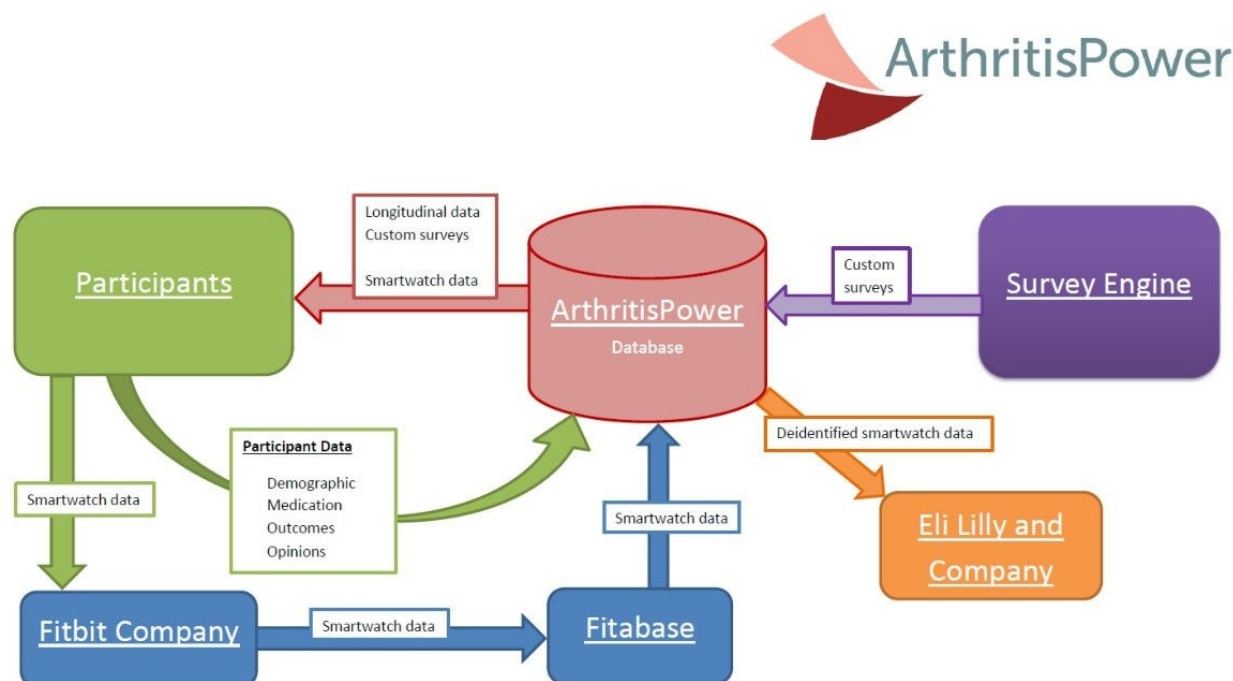 ArthritisPower
Longitudinal data
Custom surveys
Smartwatch data
Participants
ArthritisPower
Database
Custom
surveys
Survey Engine
Participant Data
Demographic
Medication
Outcomes
Opinions
Smartwatch data
Smartwatch data
Deidentified smartwatch data
Eli Lilly and
Company
Fitbit Company
Smartwatch data
Fitabase